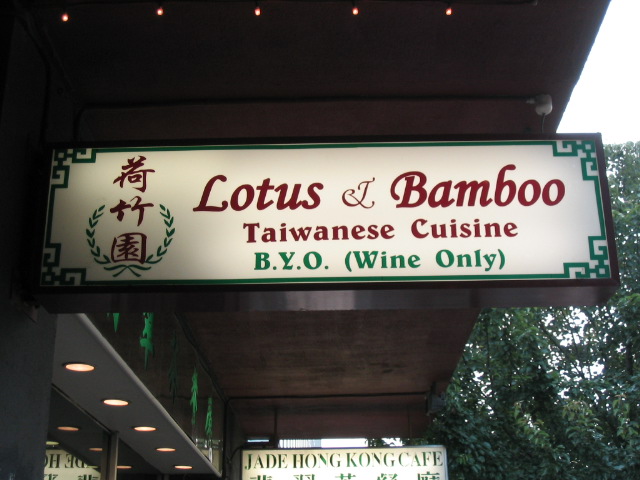 荷竹園
Lotus & Bamboo
Taiwanese Cuisine
B.Y.O. (Wine Only)
JADE HONG KONG CAFE